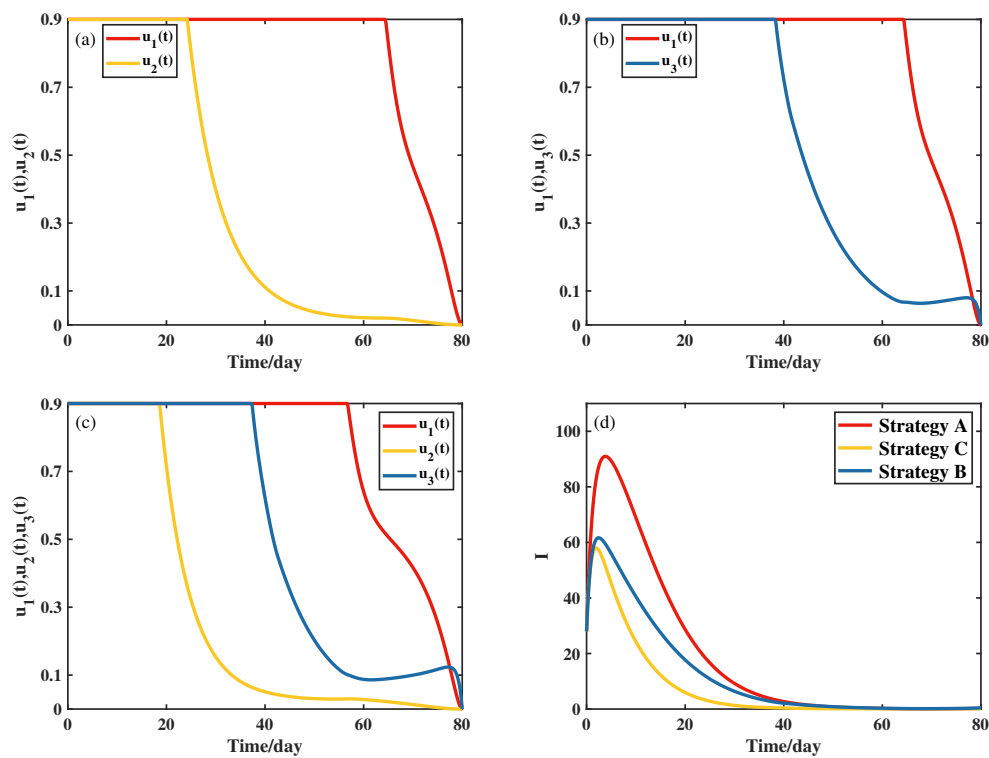 (a)
u1(t)
u2(t)
0.9
0.7
0.5
0.3
0.1
0
u1(t),u2(t)
0 20 40 60 80
Time/day
(b)
u1(t)
u3(t)
0.9
0.7
0.5
0.3
0.1
0
u1(t),u3(t)
0 20 40 60 80
Time/day
(c)
u1(t)
u2(t)
u3(t)
0.9
0.7
0.5
0.3
0.1
0
u1(t),u2(t),u3(t)
0 20 40 60 80
Time/day
(d)
Strategy A
Strategy C
Strategy B
100
80
60
40
20
0
I
0 20 40 60 80
Time/day